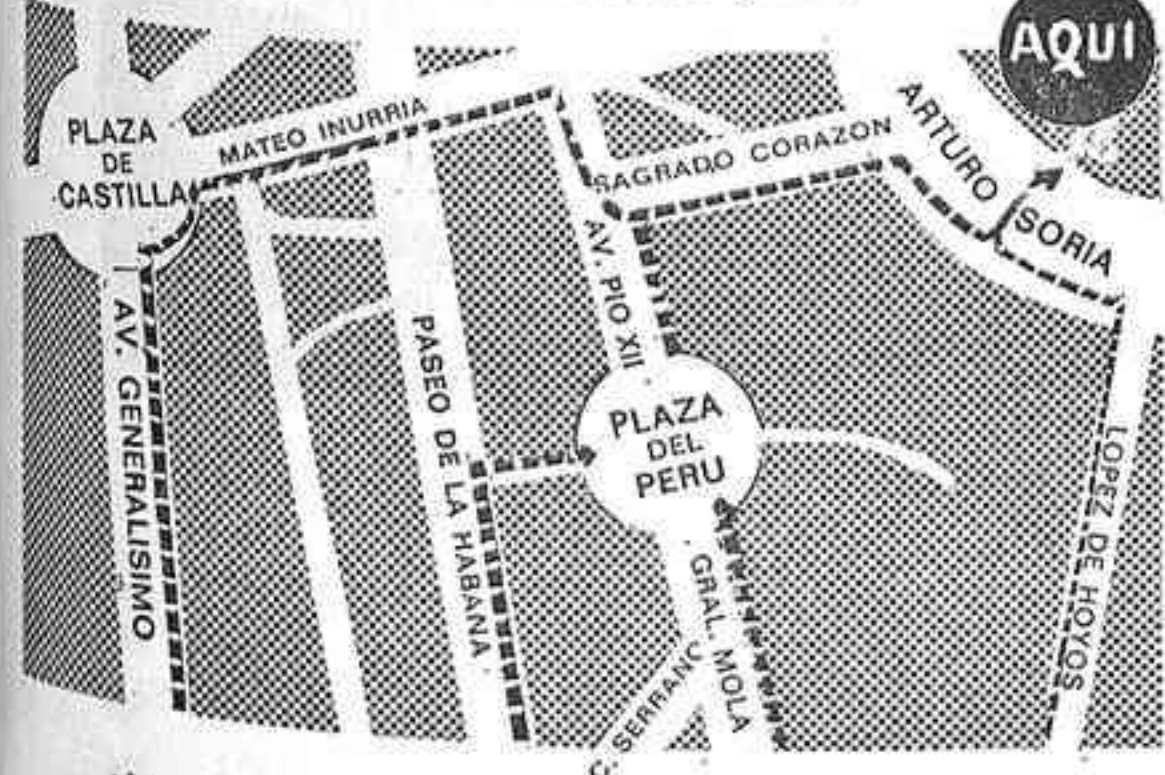 AQUI
PLAZA
DE
CASTILLA
MATEO INURRIA
SAGRADO CORAZON
ARTURO
SORIA
AV. PIO XII
AV. GENERALISIMO
PASEO DE LA HABANA
PLAZA
DEL
PERU
GRAL. MOLA
C. SERRANO
LOPEZ DE HOYOS